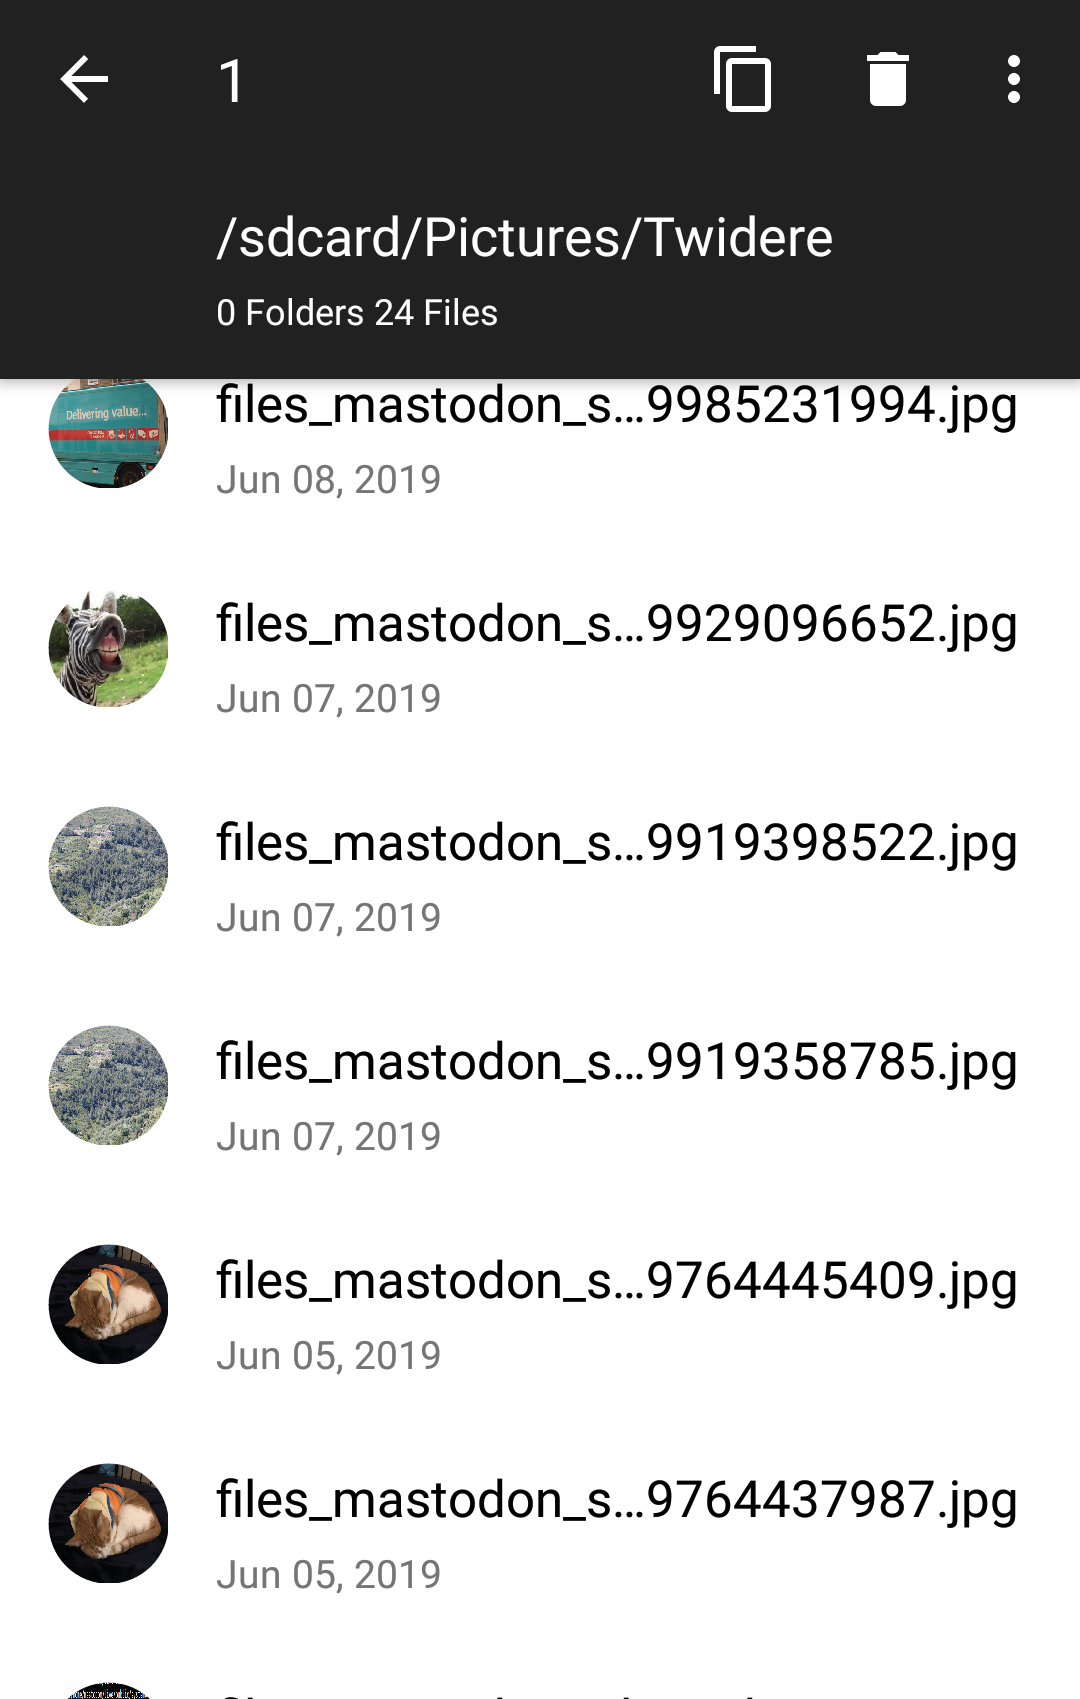 1
/sdcard/Pictures/Twidere
0 Folders 24 Files
Delivering value...
files_mastodon_s...9985231994.jpg
Jun 08, 2019
files_mastodon_s...9929096652.jpg
Jun 07, 2019
files_mastodon_s...9919398522.jpg
Jun 07, 2019
files_mastodon_s...9919358785.jpg
Jun 07, 2019
files_mastodon_s...9764445409.jpg
Jun 05, 2019
files_mastodon_s...9764437987.jpg
Jun 05, 2019